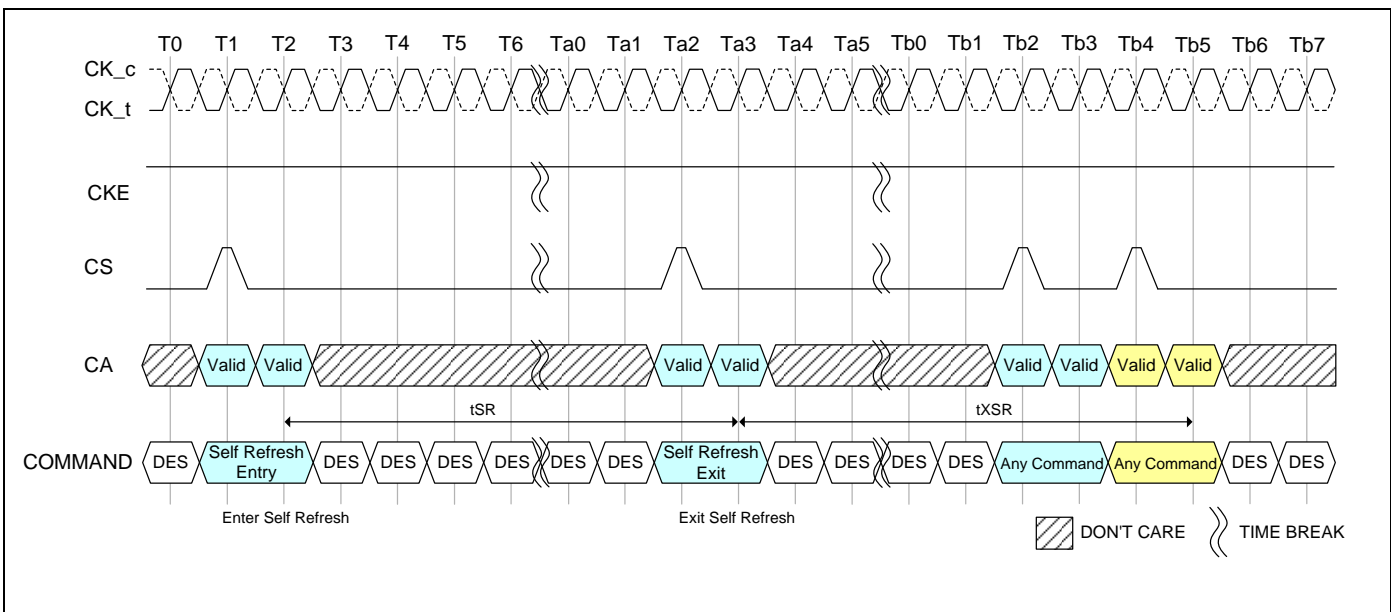 T0 T1 T2 T3 T4 T5 T6 Ta0 Ta1 Ta2 Ta3 Ta4 Ta5 Tb0 Tb1 Tb2 Tb3 Tb4 Tb5 Tb6 Tb7
CK_c
CK_t
CKE
CS
CA Valid Valid Valid Valid Valid Valid Valid Valid
tSR tXSR
COMMAND DES Self Refresh Entry DES DES DES DES DES DES Self Refresh Exit DES DES DES DES Any Command Any Command DES DES
Enter Self Refresh Exit Self Refresh
DON'T CARE TIME BREAK